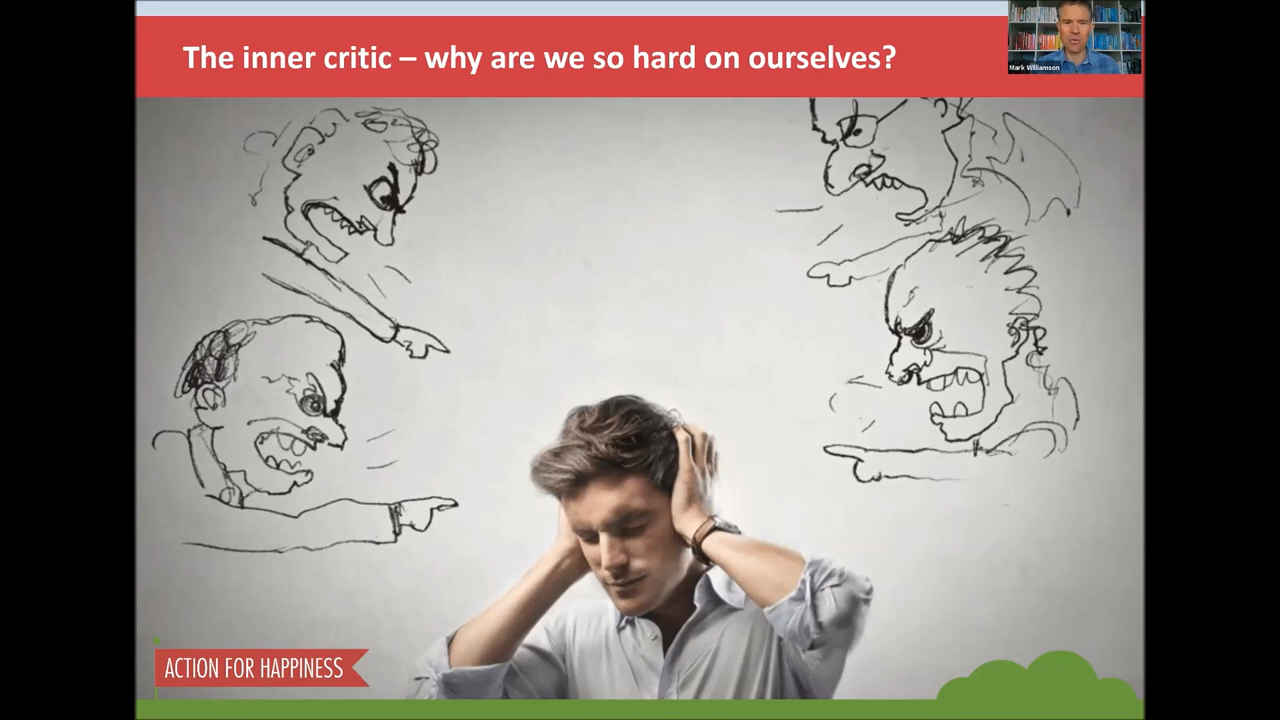 The inner critic – why are we so hard on ourselves?
Mark Williamson
ACTION FOR HAPPINESS